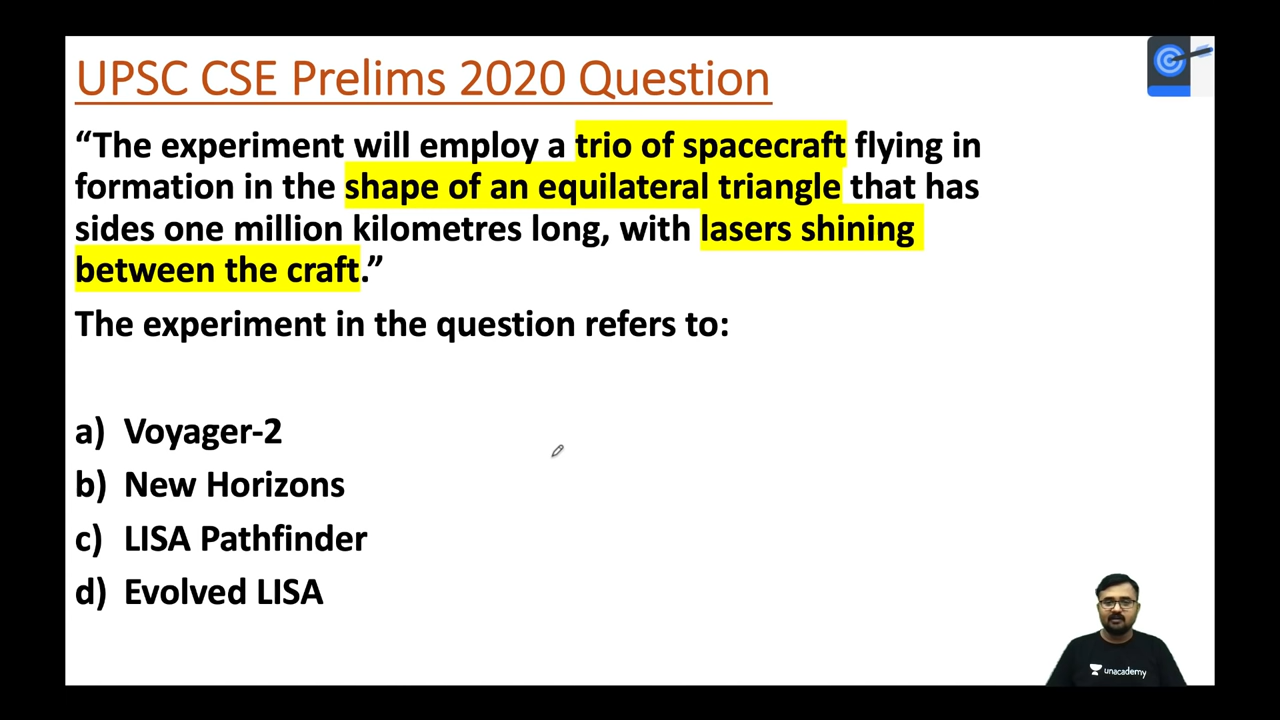 UPSC CSE Prelims 2020 Question
“The experiment will employ a trio of spacecraft flying in
formation in the shape of an equilateral triangle that has
sides one million kilometres long, with lasers shining
between the craft.”
The experiment in the question refers to:
a) Voyager-2
b) New Horizons
c) LISA Pathfinder
d) Evolved LISA
unacademy